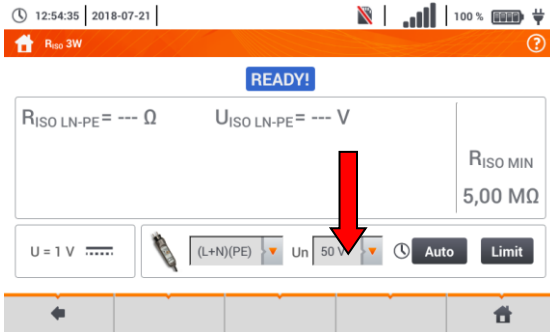 12:54:35 2018-07-21 100 %
RISO 3W ?
READY!
RISO LN-PE= --- Ω UISO LN-PE= --- V
RISO MIN
5,00 MΩ
U = 1 V (L+N)(PE) Un 50 V Auto Limit